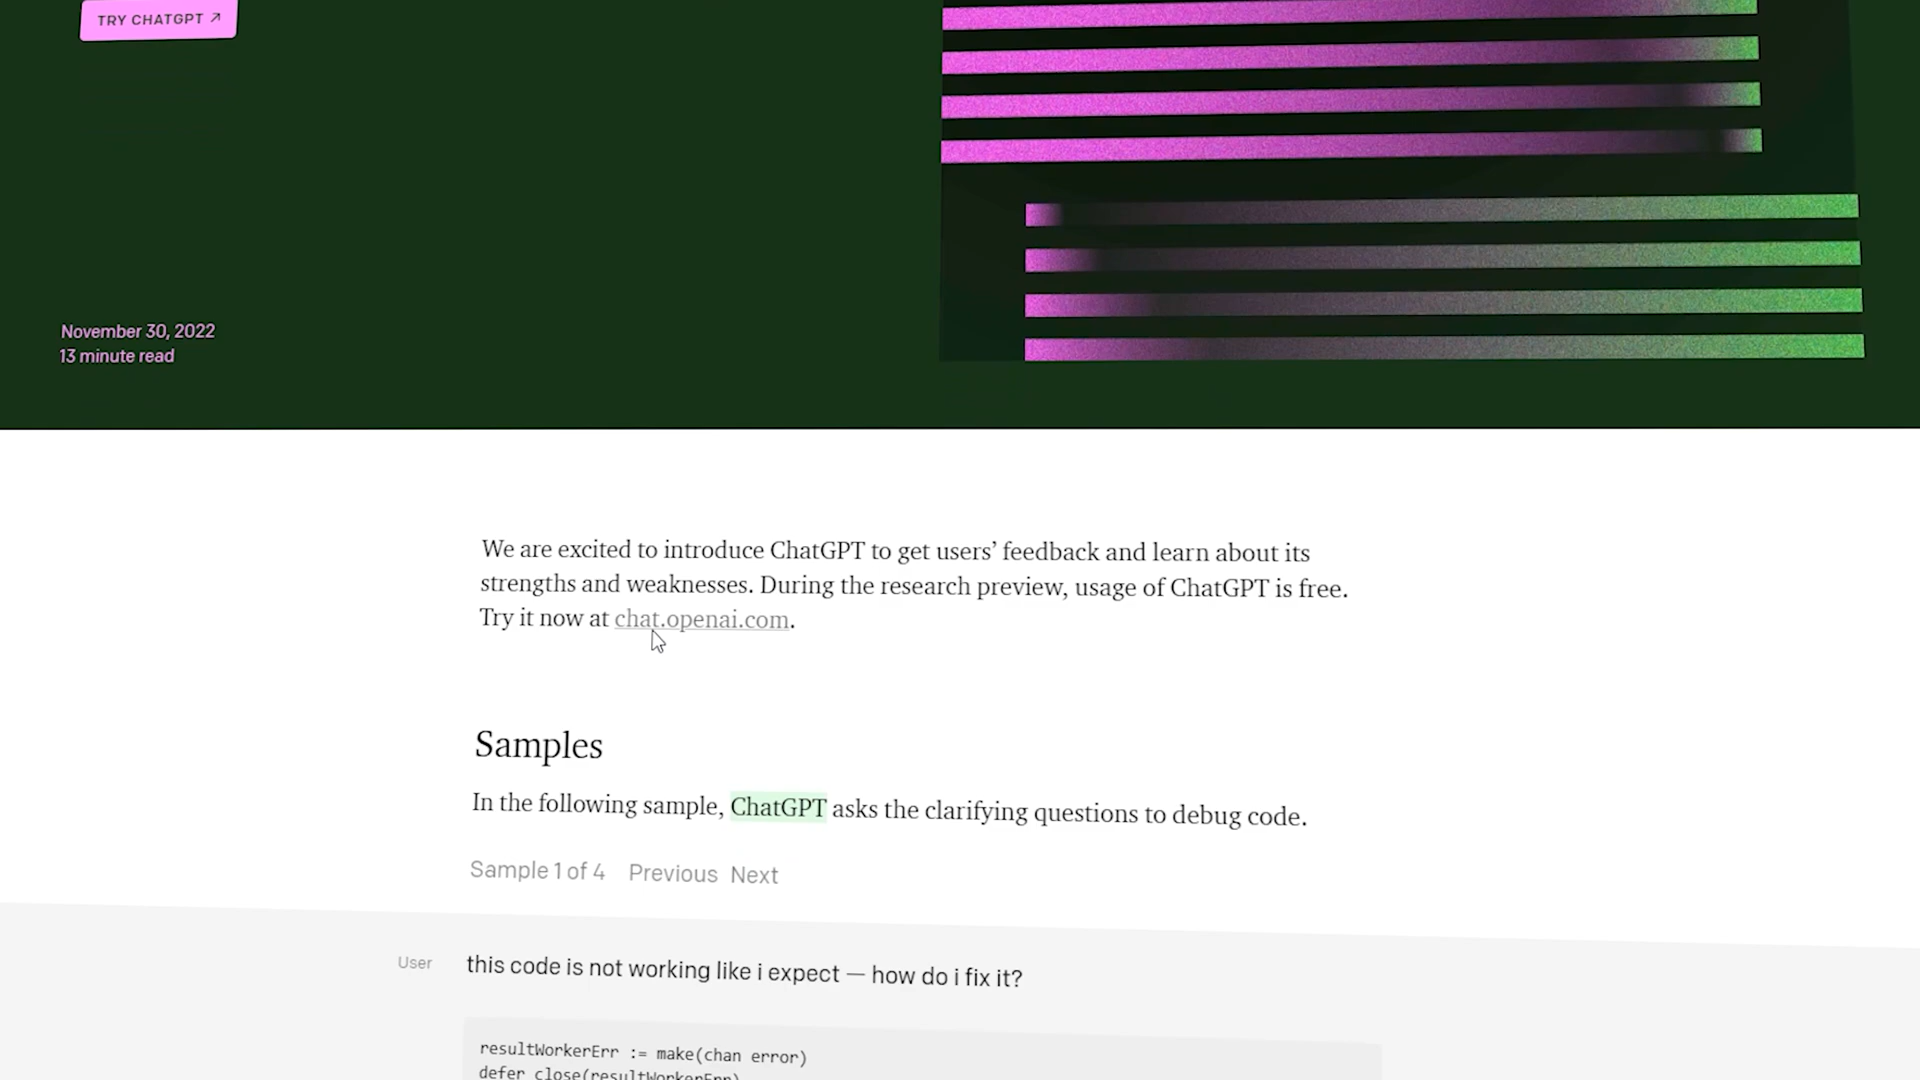 TRY CHATGPT ↗
November 30, 2022
13 minute read
We are excited to introduce ChatGPT to get users’ feedback and learn about its
strengths and weaknesses. During the research preview, usage of ChatGPT is free.
Try it now at chat.openai.com.
Samples
In the following sample, ChatGPT asks the clarifying questions to debug code.
Sample 1 of 4 Previous Next
User this code is not working like i expect — how do i fix it?
resultWorkerErr := make(chan error)
defer close(resultWorkerErr)